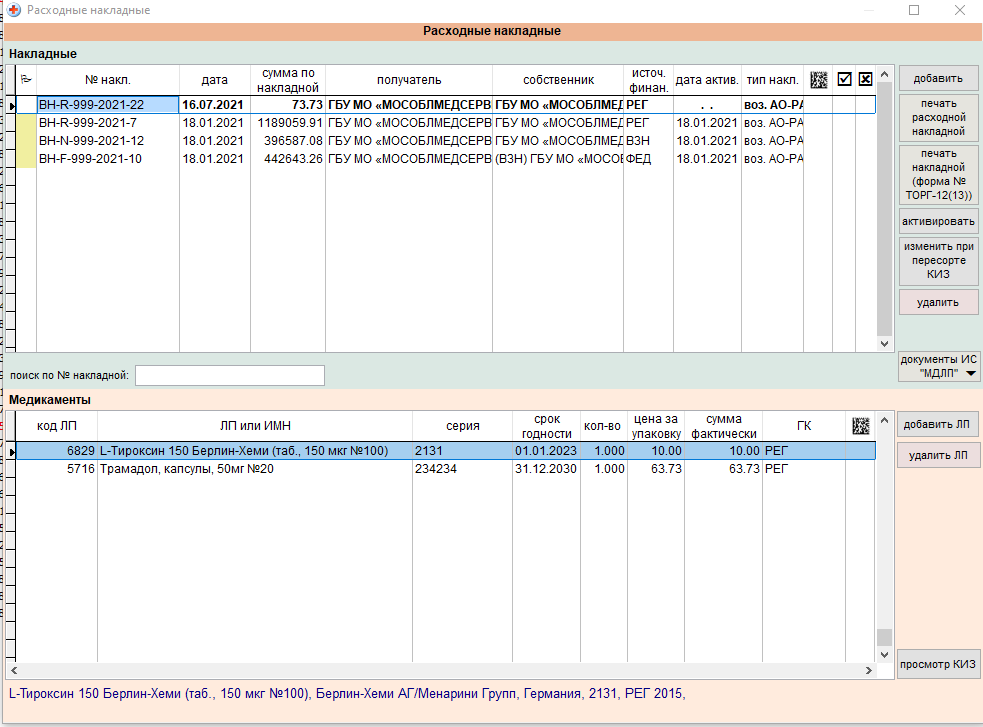 Расходные накладные
Расходные накладные
Накладные
№ накл. дата сумма по накладной получатель собственник источ. финан. дата актив. тип накл.
BH-R-999-2021-22 16.07.2021 73.73 ГБУ МО «МОСОБЛМЕДСЕРВ ГБУ МО «МОСОБЛМЕД РЕГ . . воз. АО-РА
BH-R-999-2021-7 18.01.2021 1189059.91 ГБУ МО «МОСОБЛМЕДСЕРВ ГБУ МО «МОСОБЛМЕД РЕГ 18.01.2021 воз. АО-РА
BH-N-999-2021-12 18.01.2021 396587.08 ГБУ МО «МОСОБЛМЕДСЕРВ ГБУ МО «МОСОБЛМЕД ВЗН 18.01.2021 воз. АО-РА
BH-F-999-2021-10 18.01.2021 442643.26 ГБУ МО «МОСОБЛМЕДСЕРВ (ВЗН) ГБУ МО «МОСОБ ФЕД 18.01.2021 воз. АО-РА
добавить
печать
расходной
накладной
печать
накладной
(форма №
ТОРГ-12(13))
активировать
изменить при
пересорте
КИЗ
удалить
документы ИС
"МДЛП"
поиск по № накладной:
Медикаменты
код ЛП ЛП или ИМН серия срок годности кол-во цена за упаковку сумма фактически ГК
6829 L-Тироксин 150 Берлин-Хеми (таб., 150 мкг №100) 2131 01.01.2023 1.000 10.00 10.00 РЕГ
5716 Трамадол, капсулы, 50мг №20 234234 31.12.2030 1.000 63.73 63.73 РЕГ
добавить ЛП
удалить ЛП
просмотр КИЗ
L-Тироксин 150 Берлин-Хеми (таб., 150 мкг №100), Берлин-Хеми АГ/Менарини Групп, Германия, 2131, РЕГ 2015,